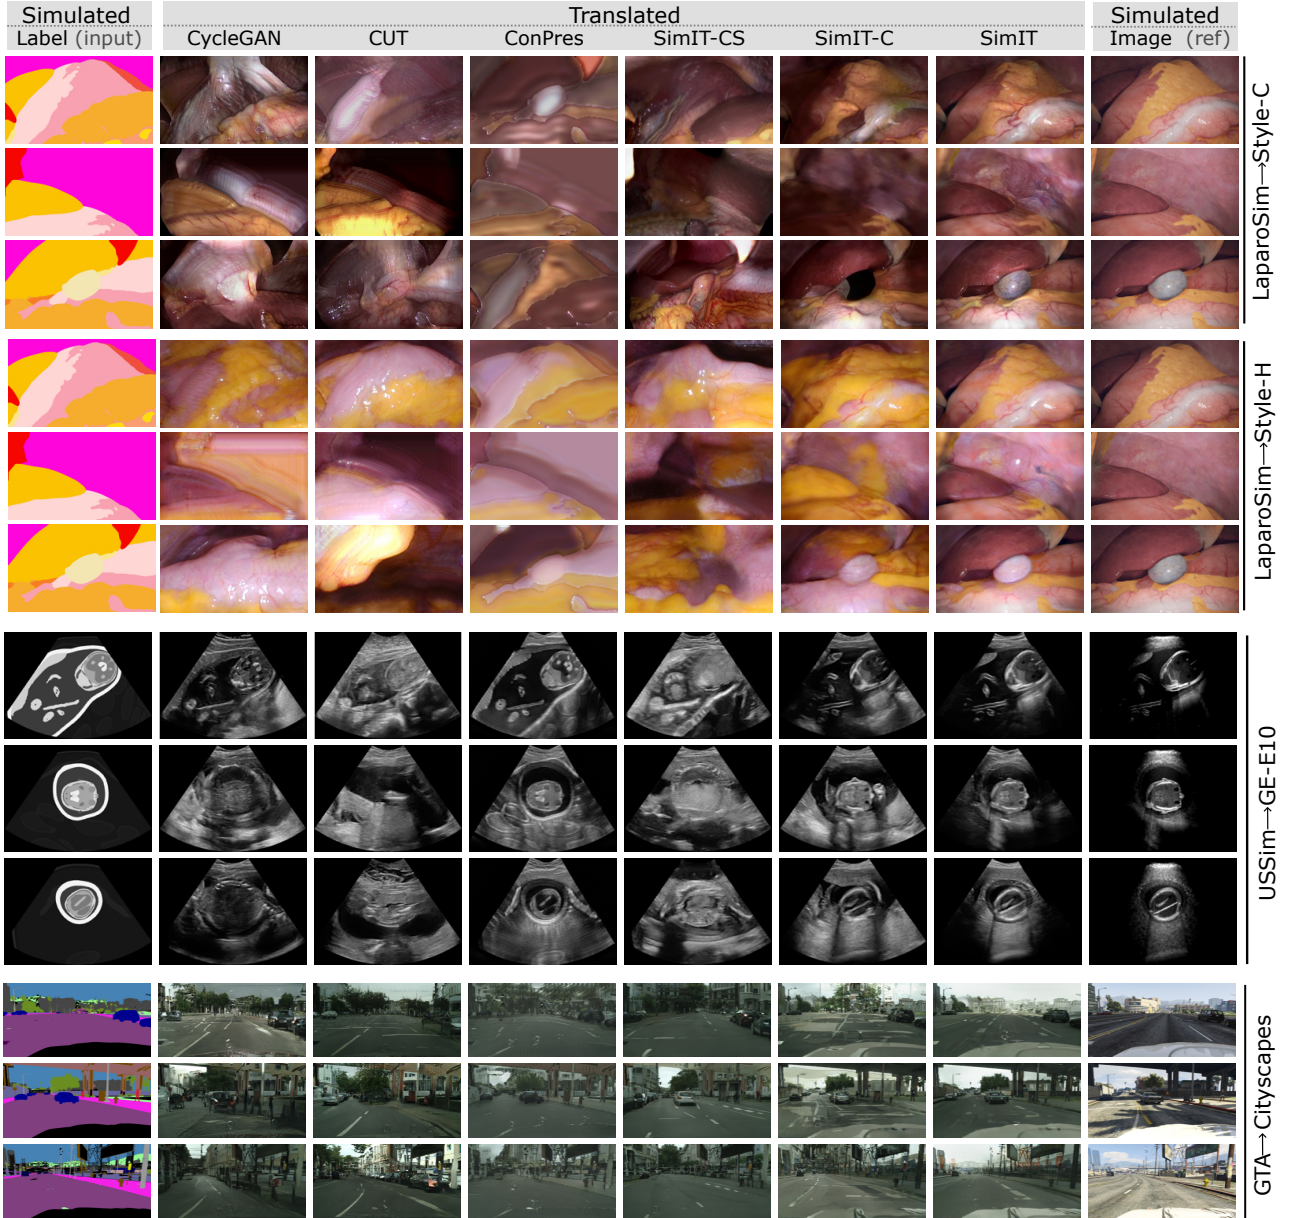 Simulated Translated Simulated
Label (input) CycleGAN CUT ConPres SimIT-CS SimIT-C SimIT Image (ref)
LaparoSim→Style-C
LaparoSim→Style-H
USSim→GE-E10
GTA→Cityscapes